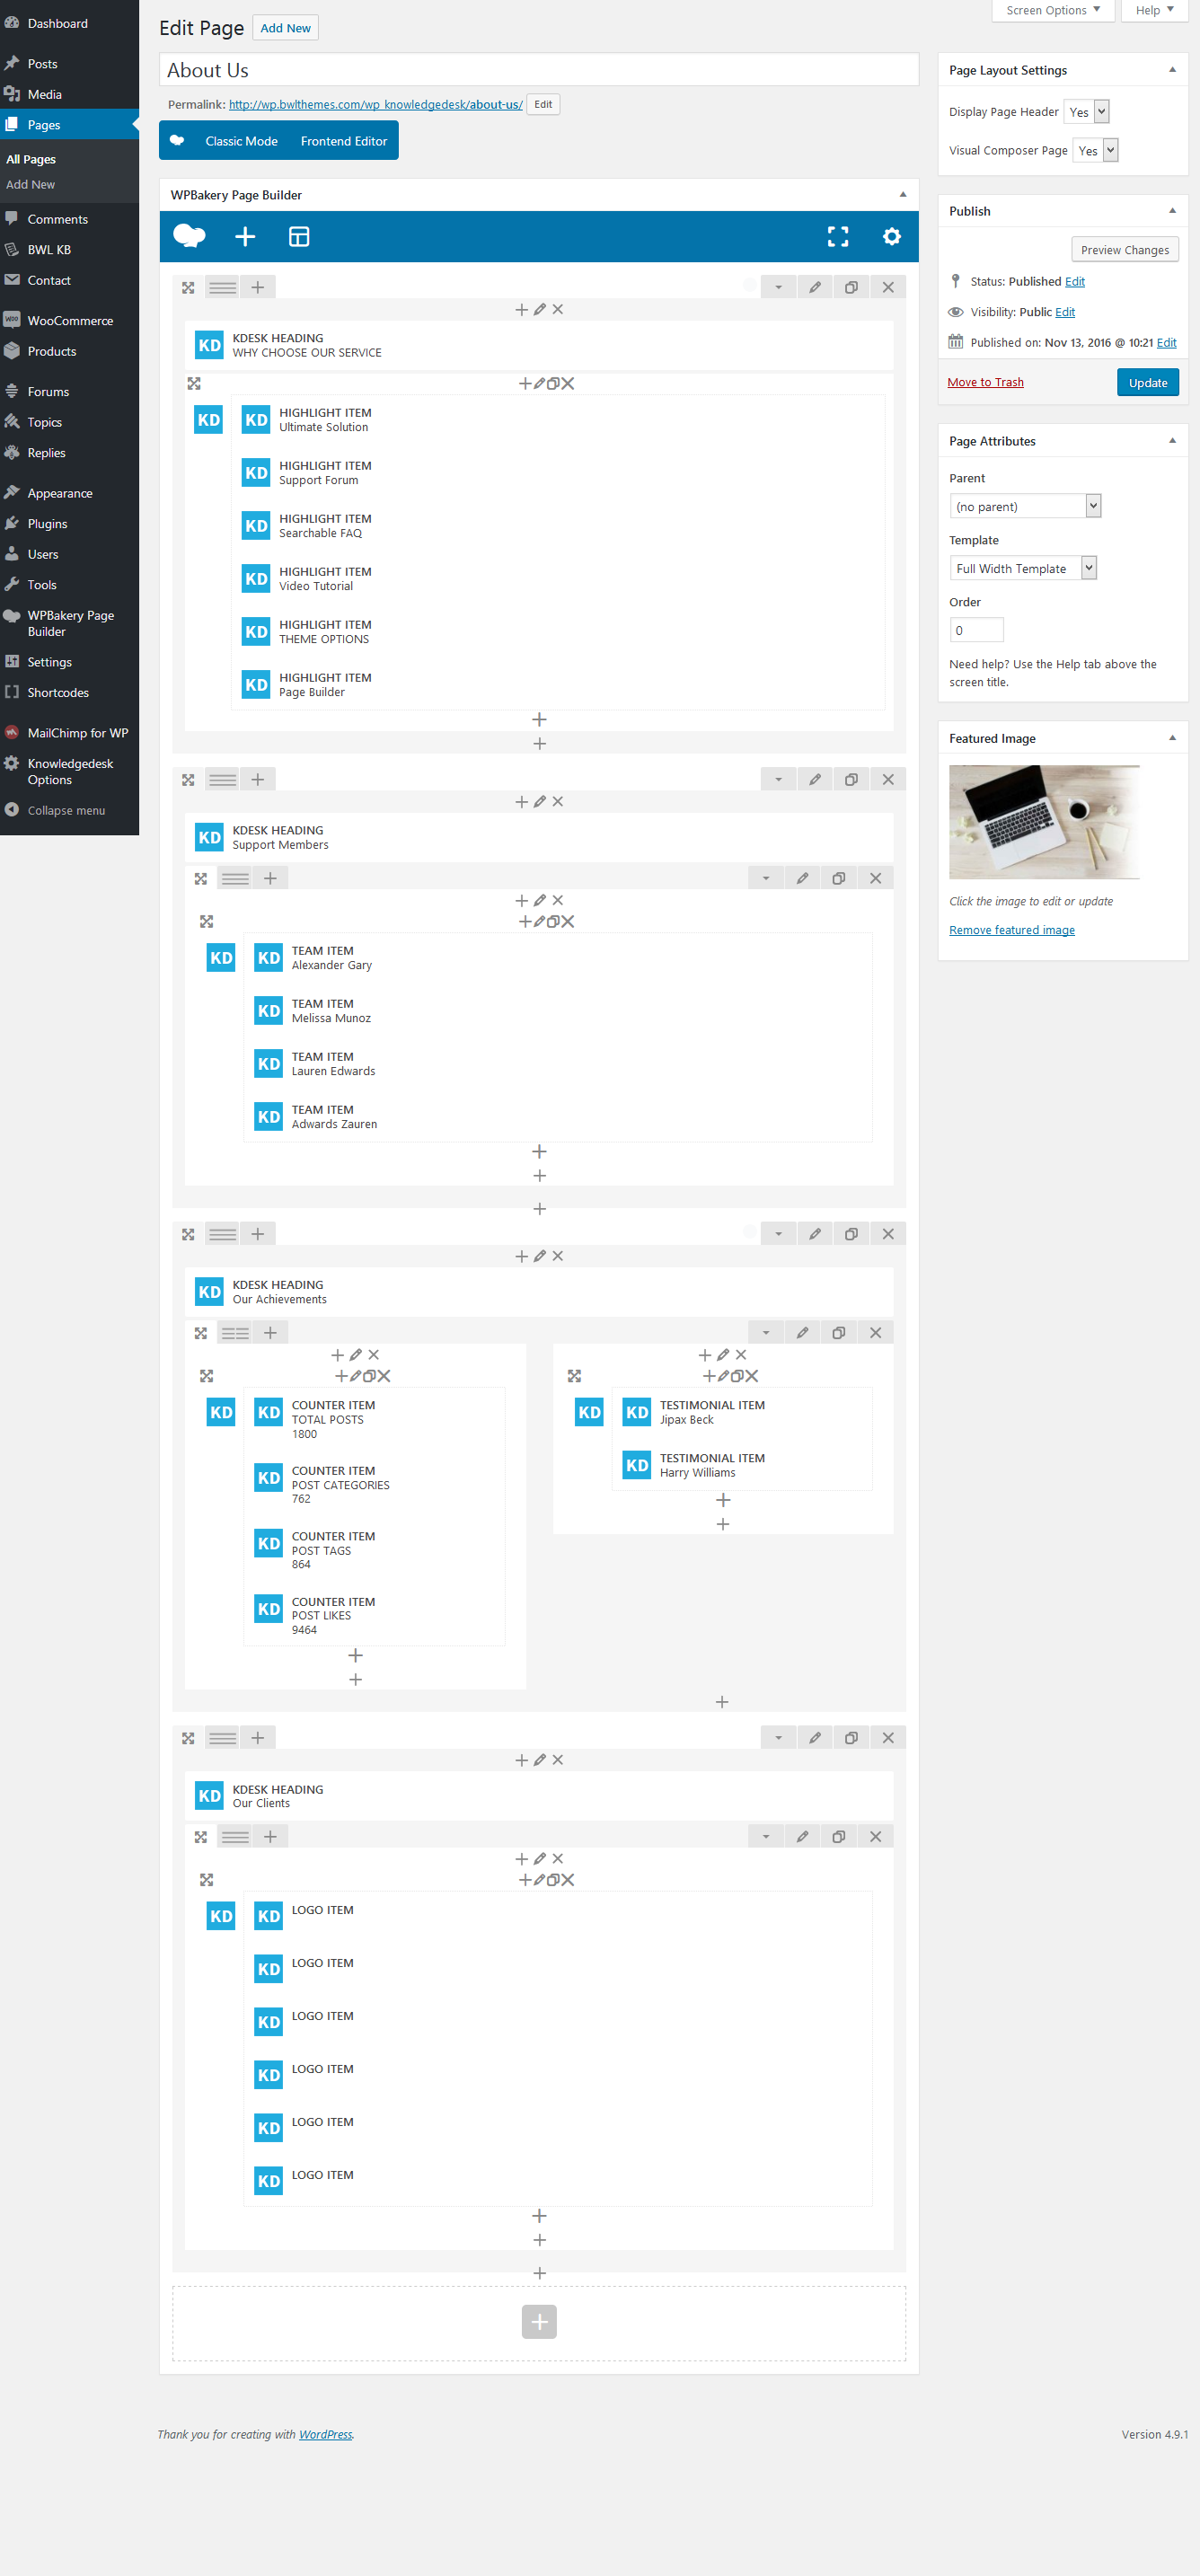 Dashboard
Posts
Media
Pages
All Pages
Add New
Comments
BWL KB
Contact
WooCommerce
Products
Forums
Topics
Replies
Appearance
Plugins
Users
Tools
WPBakery Page
Builder
Settings
Shortcodes
MailChimp for WP
Knowledgedesk
Options
Collapse menu
Screen Options
Help
Edit Page
Add New
About Us
Permalink: http://wp.bwlthemes.com/wp_knowledgedesk/about-us/ Edit
Classic Mode
Frontend Editor
WPBakery Page Builder
KD
KDESK HEADING
WHY CHOOSE OUR SERVICE
KD
KD
HIGHLIGHT ITEM
Ultimate Solution
KD
HIGHLIGHT ITEM
Support Forum
KD
HIGHLIGHT ITEM
Searchable FAQ
KD
HIGHLIGHT ITEM
Video Tutorial
KD
HIGHLIGHT ITEM
THEME OPTIONS
KD
HIGHLIGHT ITEM
Page Builder
KD
KDESK HEADING
Support Members
KD
KD
TEAM ITEM
Alexander Gary
KD
TEAM ITEM
Melissa Munoz
KD
TEAM ITEM
Lauren Edwards
KD
TEAM ITEM
Adwards Zauren
KD
KDESK HEADING
Our Achievements
KD
KD
COUNTER ITEM
TOTAL POSTS
1800
KD
COUNTER ITEM
POST CATEGORIES
762
KD
COUNTER ITEM
POST TAGS
864
KD
COUNTER ITEM
POST LIKES
9464
KD
KD
TESTIMONIAL ITEM
Jipax Beck
KD
TESTIMONIAL ITEM
Harry Williams
KD
KDESK HEADING
Our Clients
KD
KD
LOGO ITEM
KD
LOGO ITEM
KD
LOGO ITEM
KD
LOGO ITEM
KD
LOGO ITEM
KD
LOGO ITEM
Page Layout Settings
Display Page Header Yes
Visual Composer Page Yes
Publish
Preview Changes
Status: Published Edit
Visibility: Public Edit
Published on: Nov 13, 2016 @ 10:21 Edit
Move to Trash
Update
Page Attributes
Parent
(no parent)
Template
Full Width Template
Order
0
Need help? Use the Help tab above the
screen title.
Featured Image
Click the image to edit or update
Remove featured image
Thank you for creating with WordPress.
Version 4.9.1